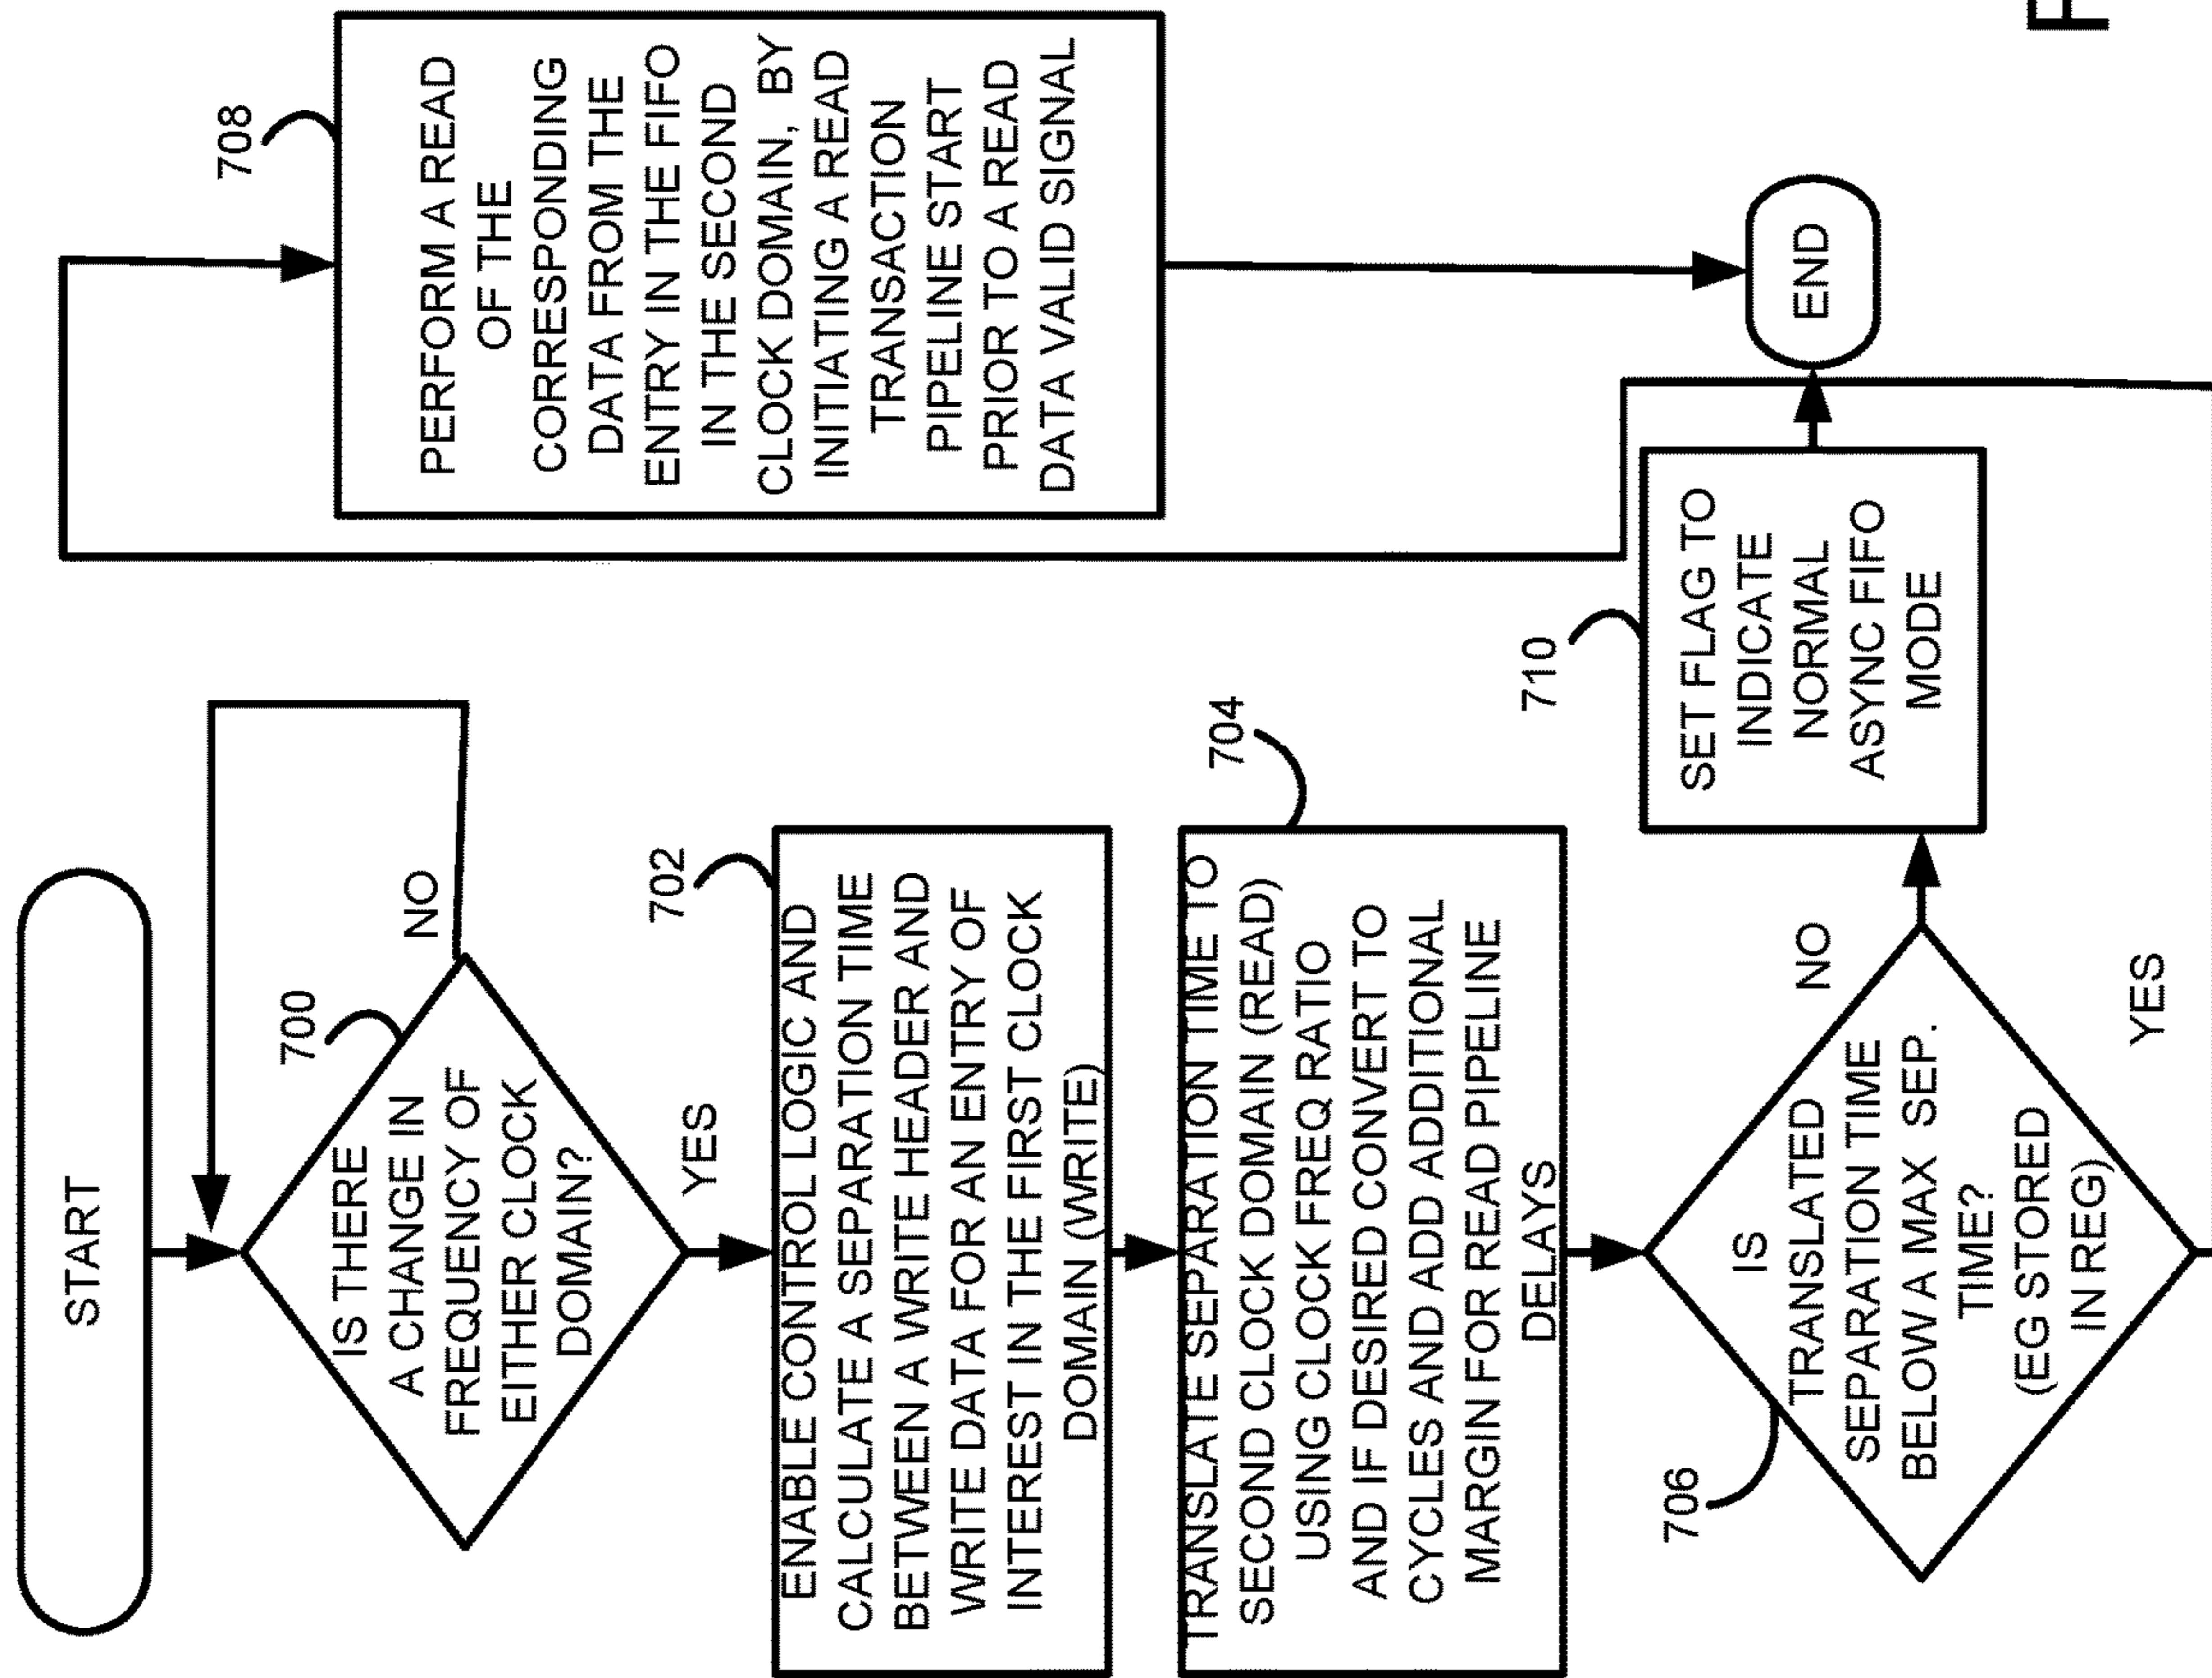 START
700
IS THERE
A CHANGE IN
FREQUENCY OF
EITHER CLOCK
DOMAIN?
NO
YES
702
ENABLE CONTROL LOGIC AND
CALCULATE A SEPARATION TIME
BETWEEN A WRITE HEADER AND
WRITE DATA FOR AN ENTRY OF
INTEREST IN THE FIRST CLOCK
DOMAIN (WRITE)
704
TRANSLATE SEPARATION TIME TO
SECOND CLOCK DOMAIN (READ)
USING CLOCK FREQ RATIO
AND IF DESIRED CONVERT TO
CYCLES AND ADD ADDITIONAL
MARGIN FOR READ PIPELINE
DELAYS
706
IS
TRANSLATED
SEPARATION TIME
BELOW A MAX SEP.
TIME?
(EG STORED
IN REG)
NO
YES
710
SET FLAG TO
INDICATE
NORMAL
ASYNC FIFO
MODE
708
PERFORM A READ
OF THE
CORRESPONDING
DATA FROM THE
ENTRY IN THE FIFO
IN THE SECOND
CLOCK DOMAIN, BY
INITIATING A READ
TRANSACTION
PIPELINE START
PRIOR TO A READ
DATA VALID SIGNAL
END